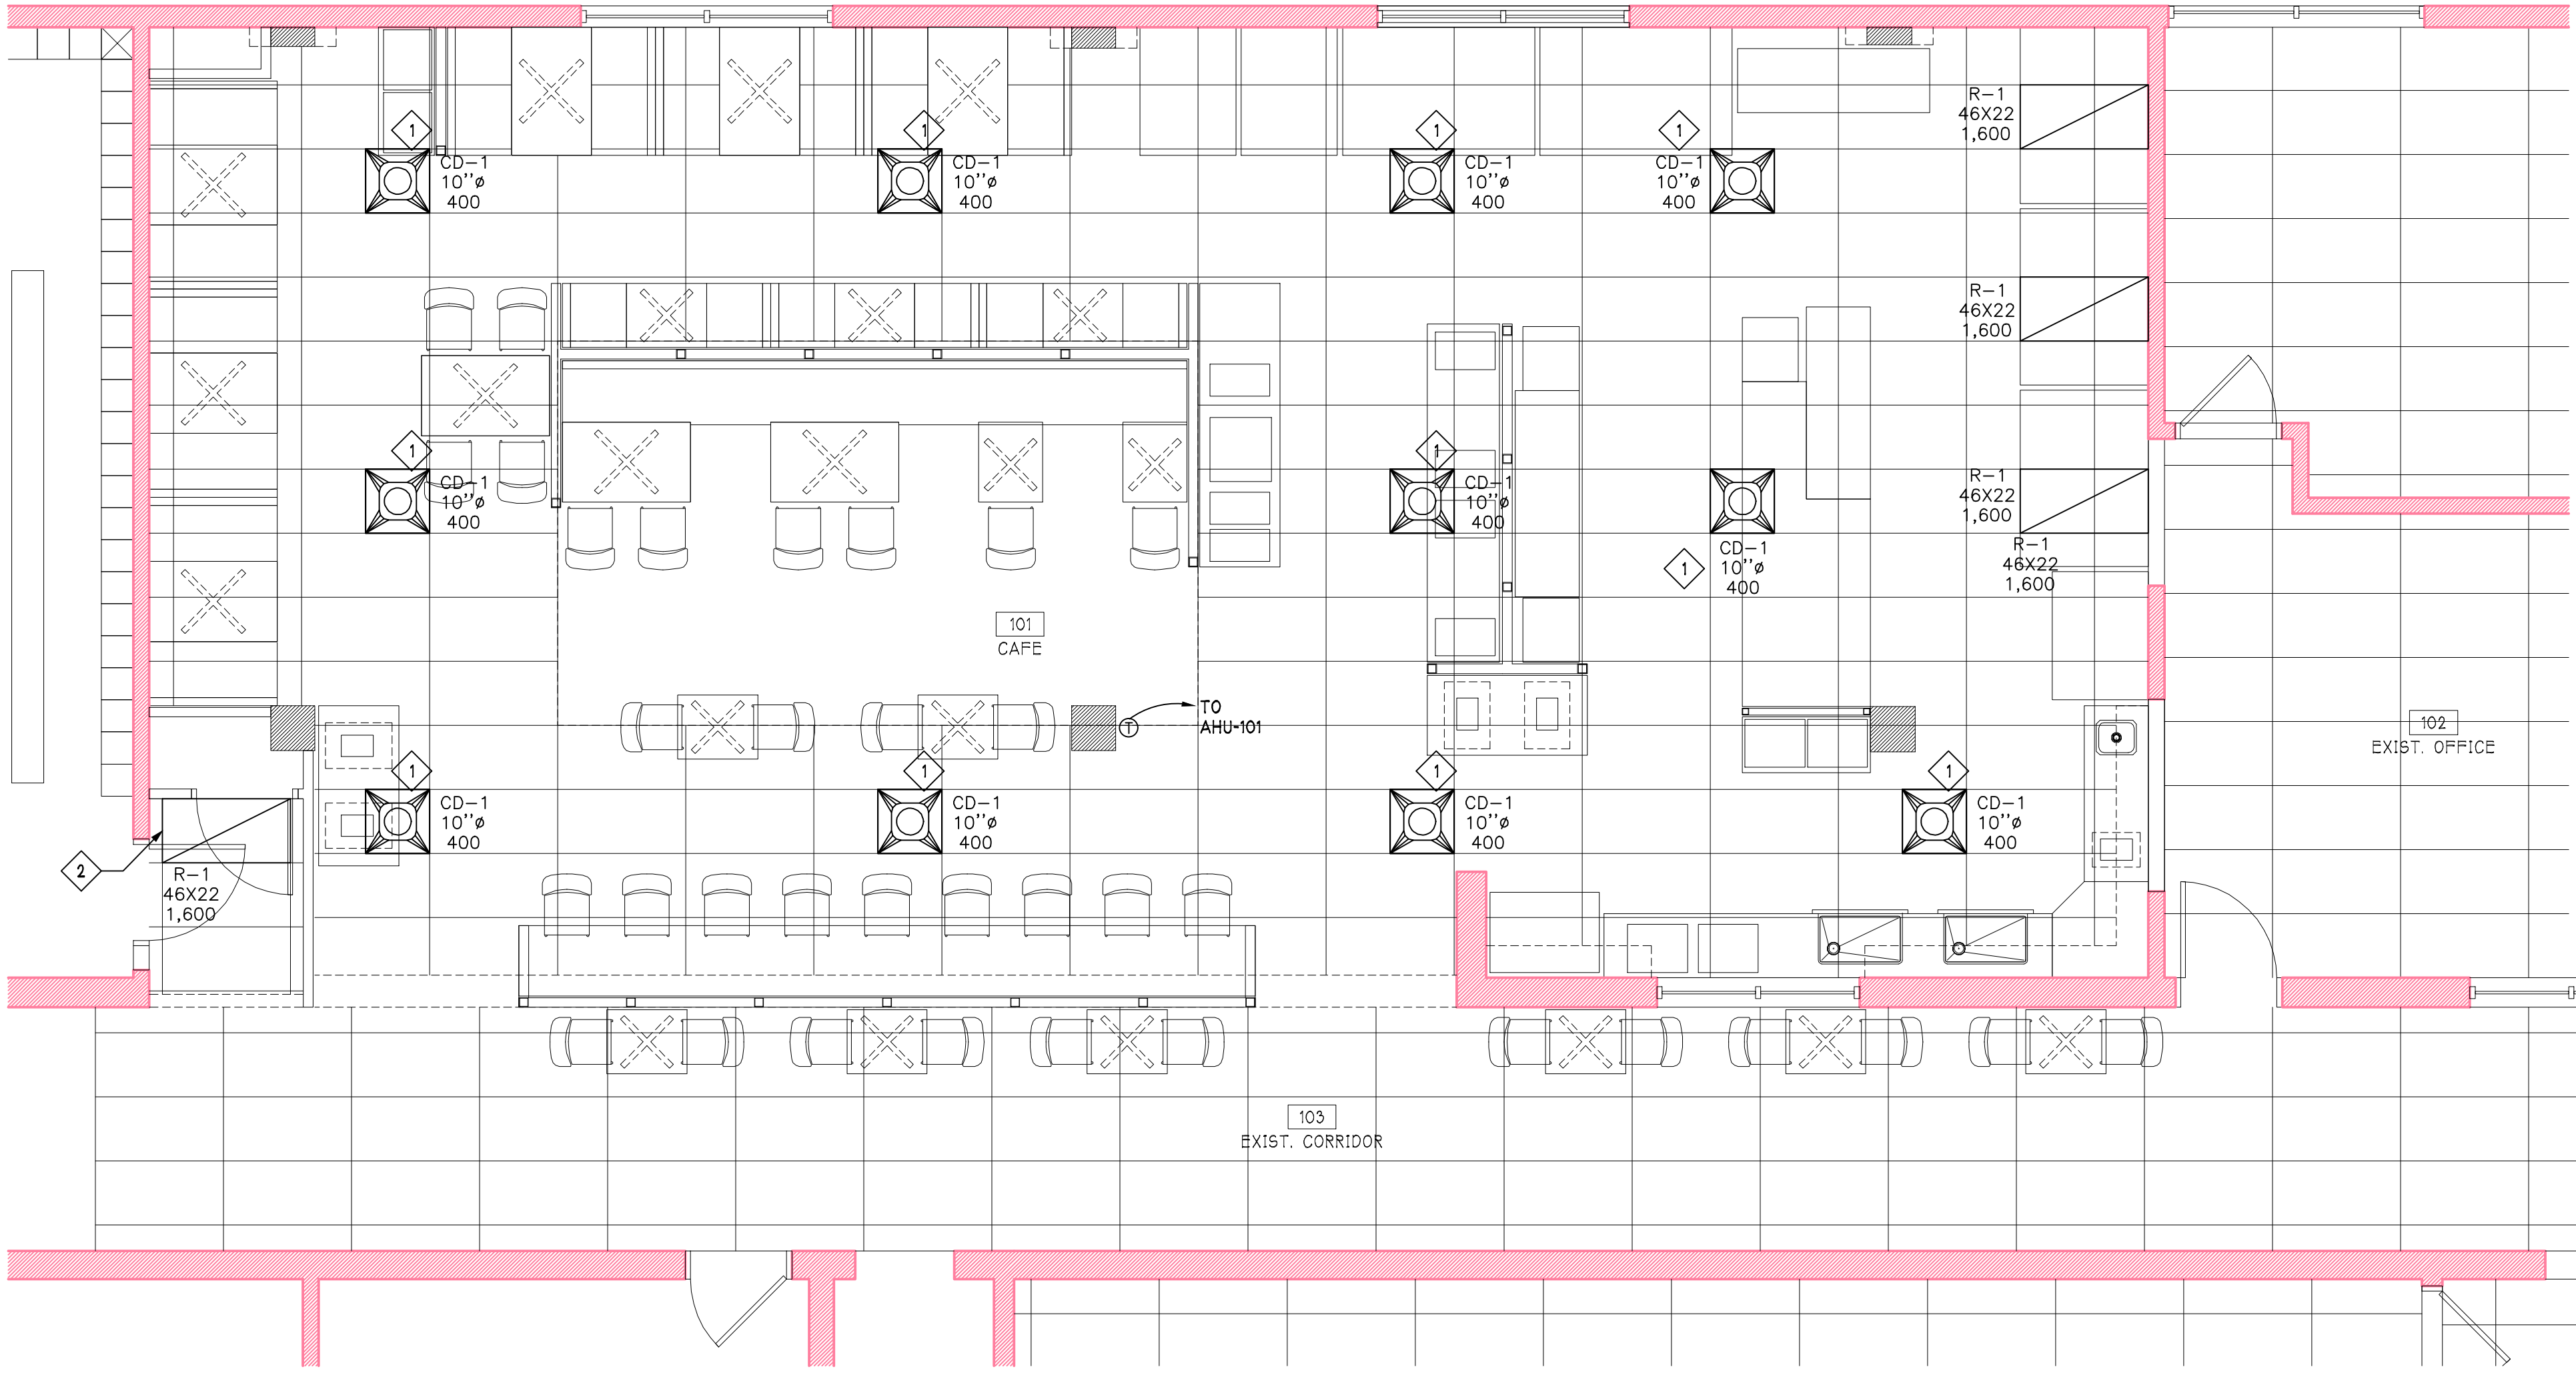 R-1
46X22
1,600
1
1
1
1
CD-1
10''ø
400
CD-1
10''ø
400
CD-1
10''ø
400
CD-1
10''ø
400
R-1
46X22
1,600
1
1
CD-1
10''ø
400
CD-1
10''ø
400
R-1
46X22
1,600
1
CD-1
10''ø
400
R-1
46X22
1,600
101
CAFE
TO
AHU-101
T
102
EXIST. OFFICE
1
1
1
1
CD-1
10''ø
400
CD-1
10''ø
400
CD-1
10''ø
400
CD-1
10''ø
400
2
R-1
46X22
1,600
103
EXIST. CORRIDOR